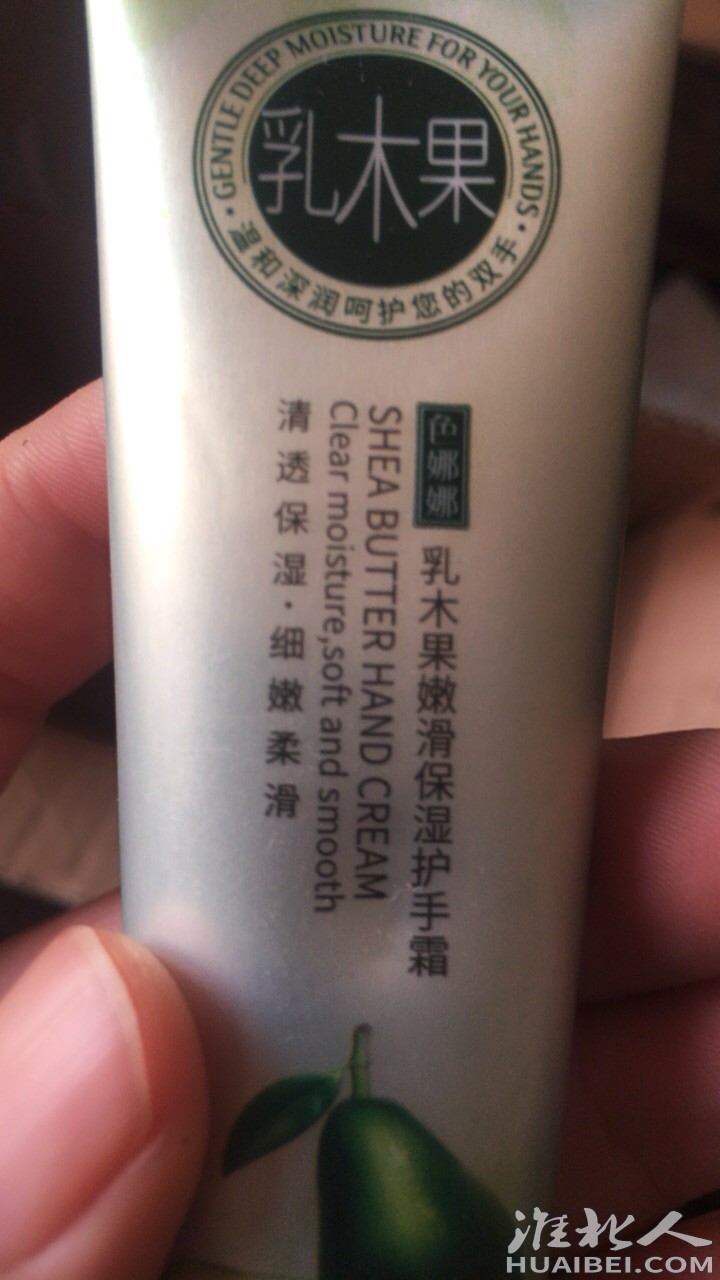 GENTLE DEEP MOISTURE FOR YOUR HANDS
乳木果
温和深润呵护您的双手
色娜娜 乳木果嫩滑保湿护手霜
SHEA BUTTER HAND CREAM
Clear moisture,soft and smooth
清透保湿·细嫩柔滑
淮北人
HUAIBEI.COM